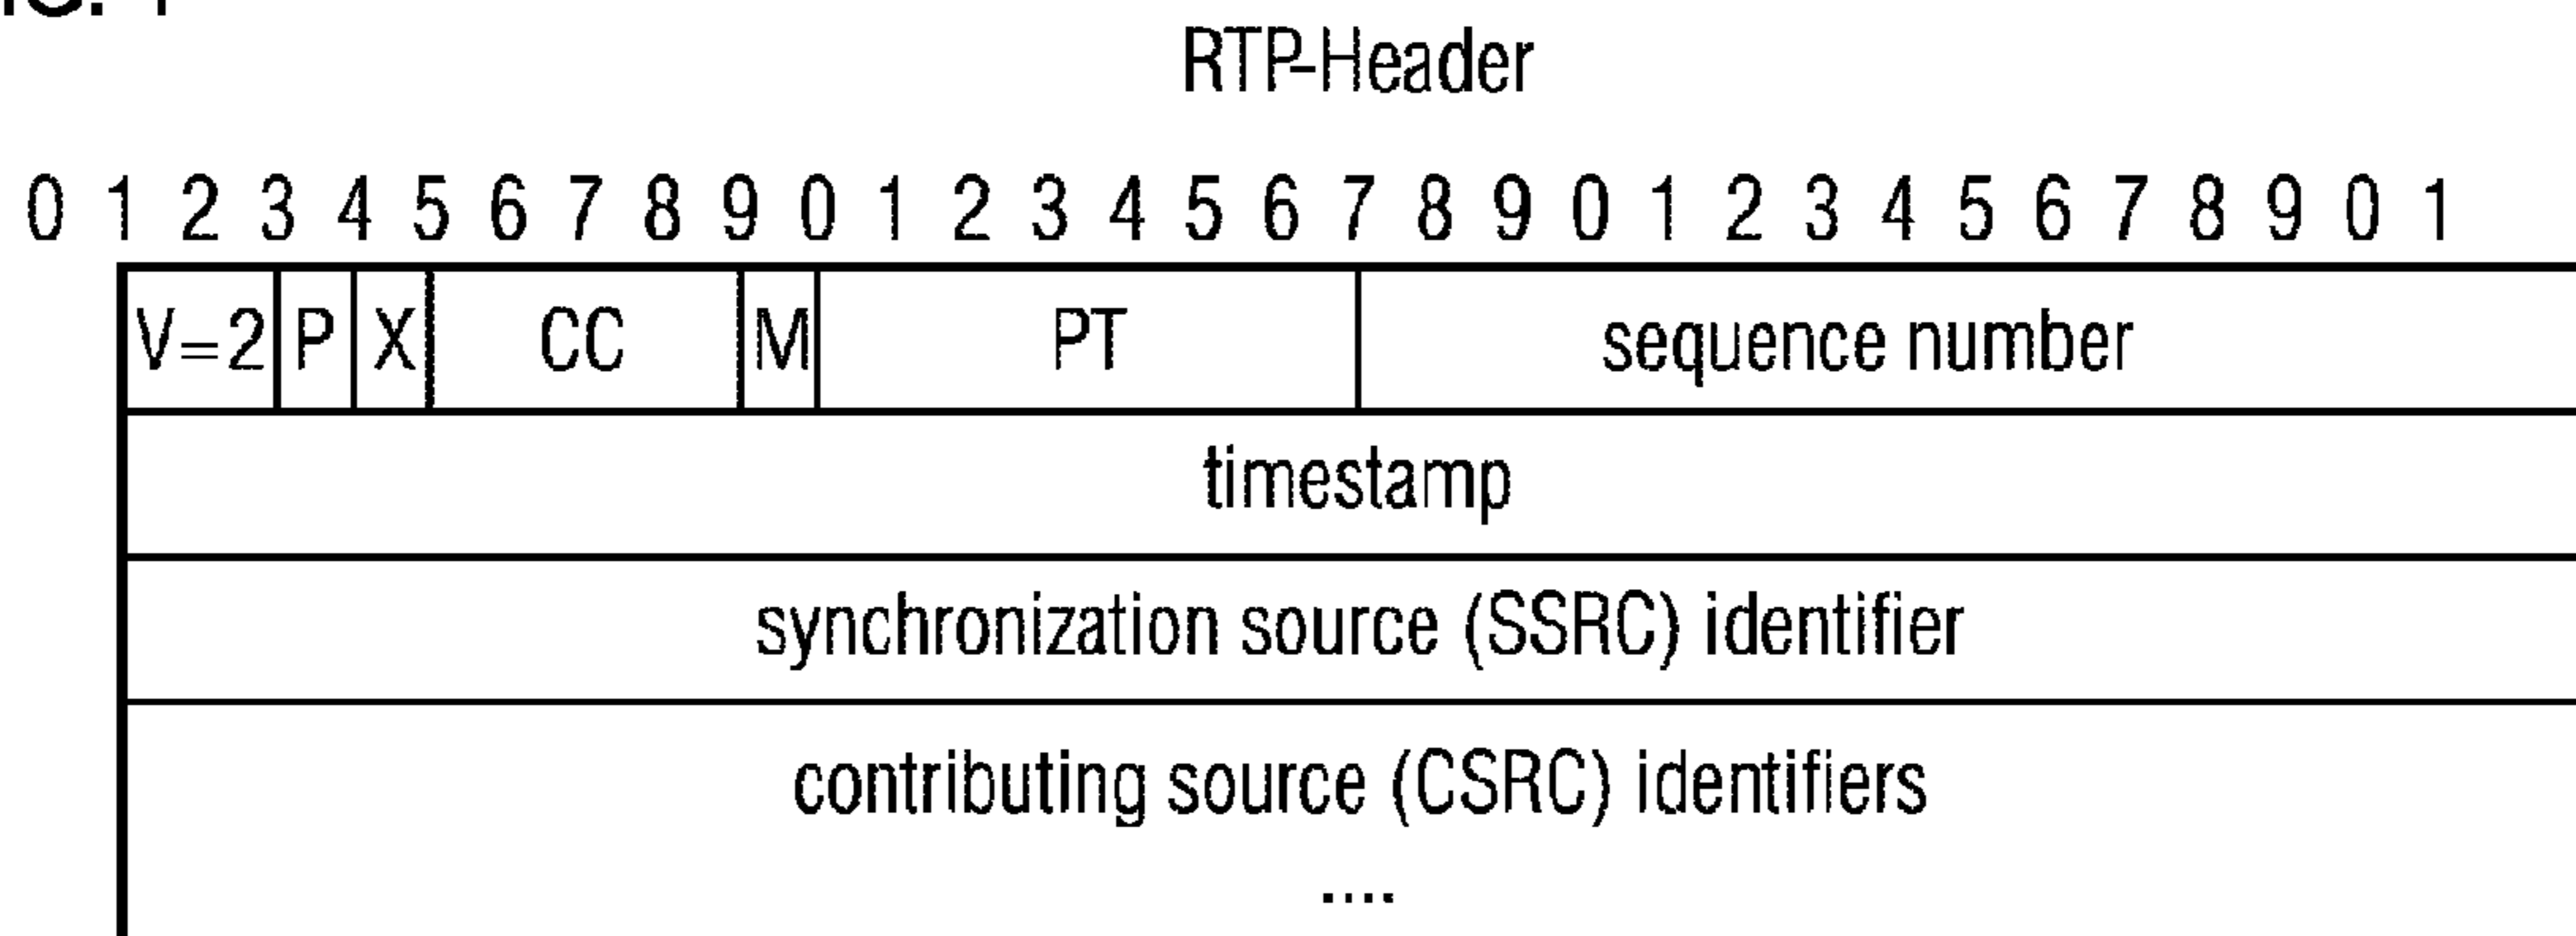 RTP-Header
0 1 2 3 4 5 6 7 8 9 0 1 2 3 4 5 6 7 8 9 0 1 2 3 4 5 6 7 8 9 0 1
V=2 P X CC M PT sequence number
timestamp
synchronization source (SSRC) identifier
contributing source (CSRC) identifiers
....